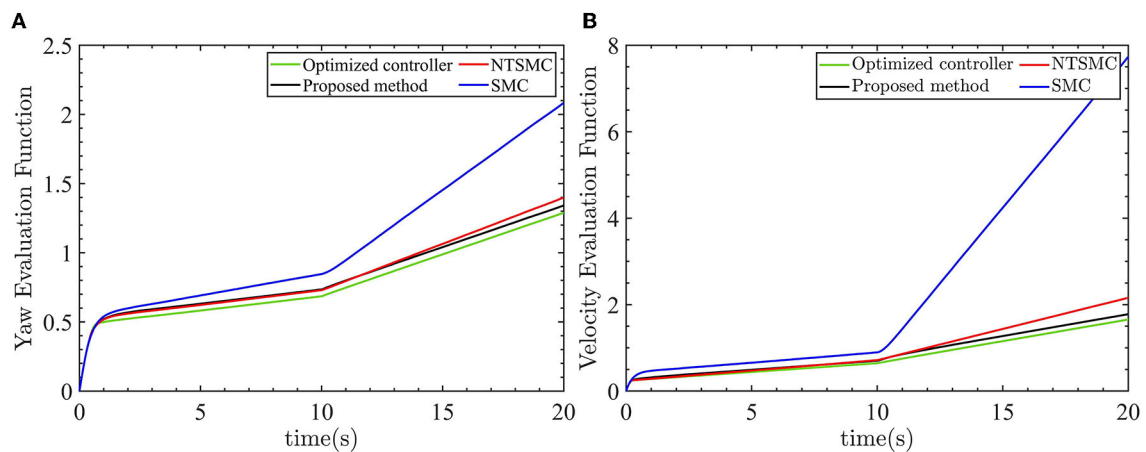 A
2.5
2
1.5
1
0.5
0
Yaw Evaluation Function
Optimized controller NTSMC
Proposed method SMC
0 5 10 15 20
time(s)
B
8
6
4
2
0
Velocity Evaluation Function
Optimized controller NTSMC
Proposed method SMC
0 5 10 15 20
time(s)